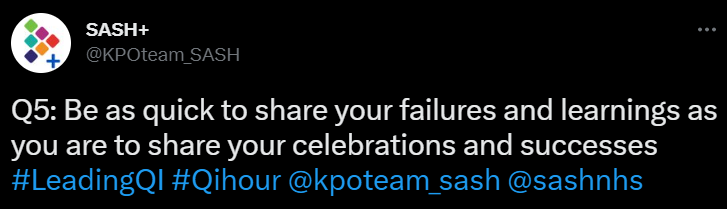 SASH+
@KPOteam_SASH
Q5: Be as quick to share your failures and learnings as
you are to share your celebrations and successes
#LeadingQI #Qihour @kpoteam_sash @sashnhs